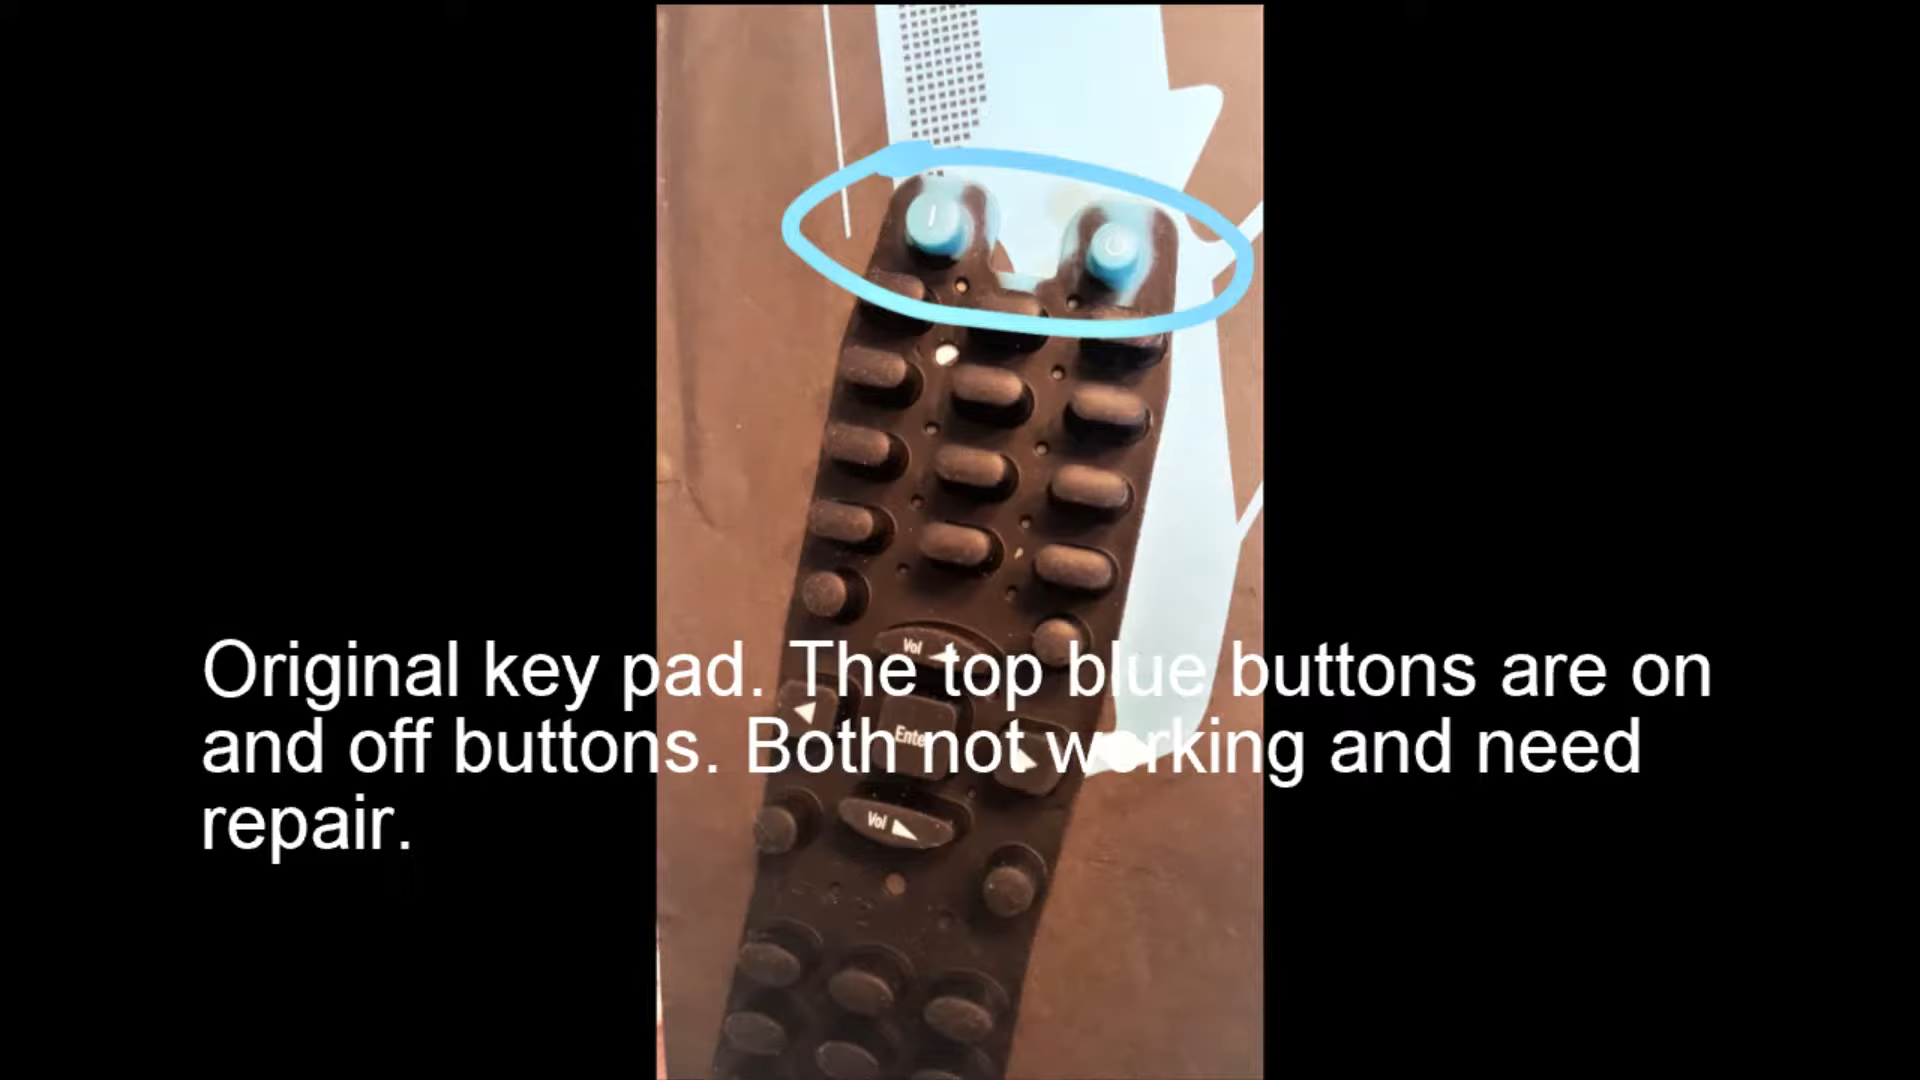 Vol
Original key pad. The top blue buttons are on
and off buttons. Both not working and need
repair.
Enter
Vol